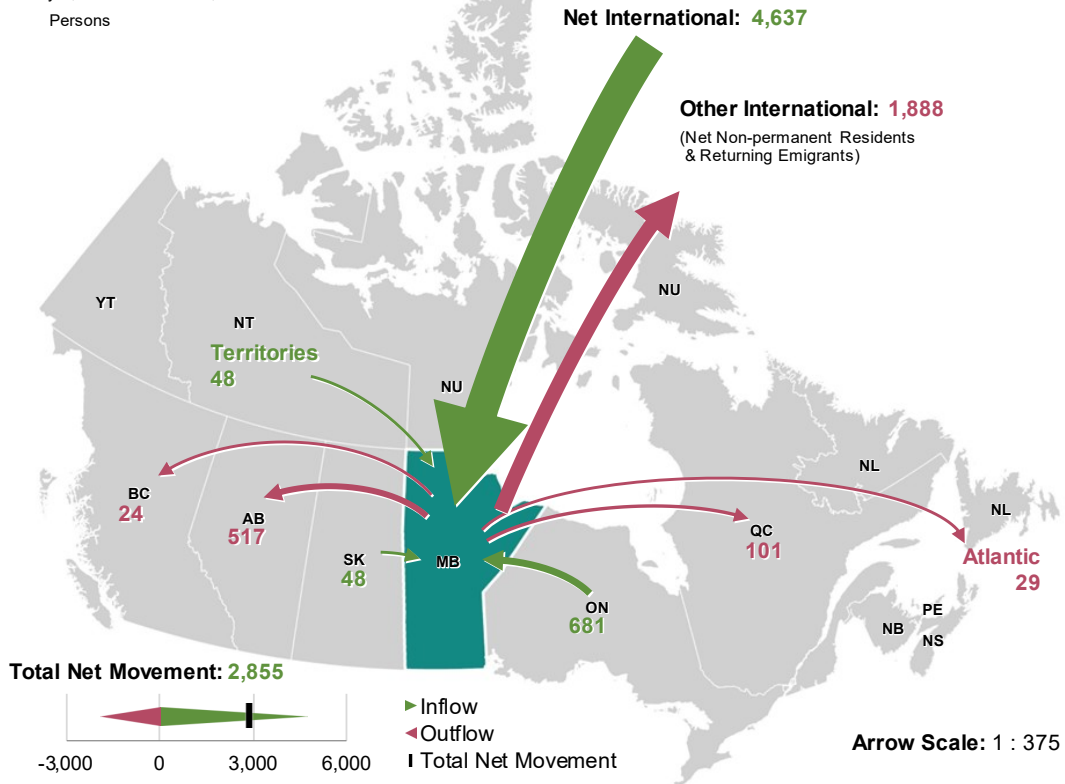 Persons
Net International: 4,637
Other International: 1,888
(Net Non-permanent Residents
& Returning Emigrants)
YT
NT
NU
Territories
48
NU
BC
24
AB
517
SK
48
MB
ON
681
QC
101
NL
NL
Atlantic
29
PE
NB
NS
Total Net Movement: 2,855
-3,000 0 3,000 6,000
Inflow
Outflow
Total Net Movement
Arrow Scale: 1 : 375